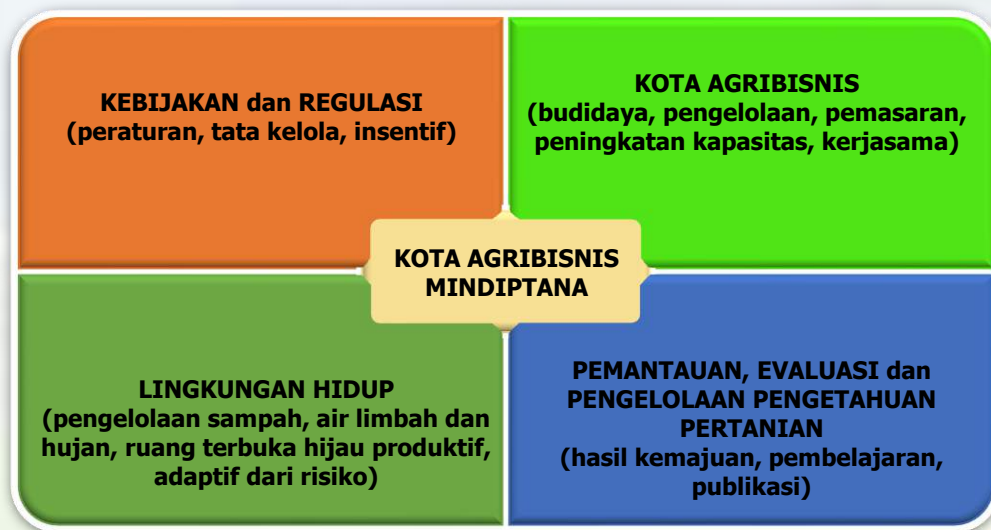 KEBIJAKAN dan REGULASI
(peraturan, tata kelola, insentif)
KOTA AGRIBISNIS
(budidaya, pengelolaan, pemasaran,
peningkatan kapasitas, kerjasama)
KOTA AGRIBISNIS
MINDIPTANA
LINGKUNGAN HIDUP
(pengelolaan sampah, air limbah dan
hujan, ruang terbuka hijau produktif,
adaptif dari risiko)
PEMANTAUAN, EVALUASI dan
PENGELOLAAN PENGETAHUAN
PERTANIAN
(hasil kemajuan, pembelajaran,
publikasi)